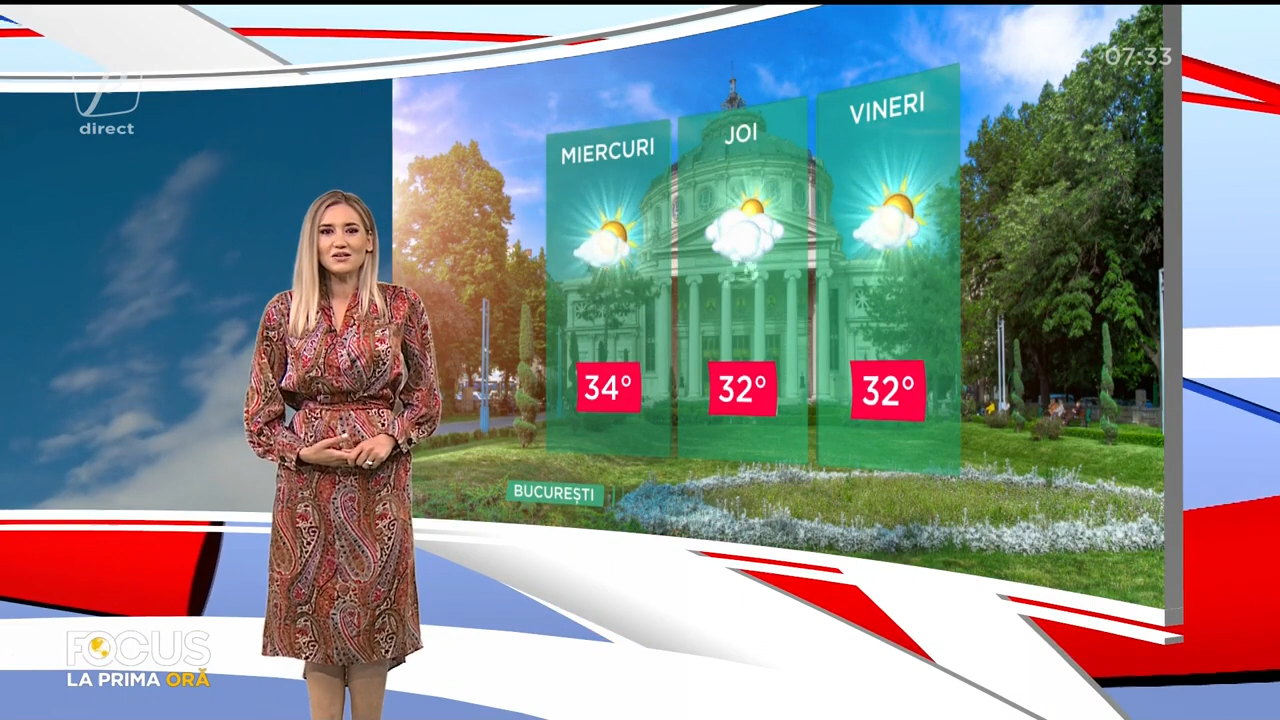 07:33
direct
MIERCURI
JOI
VINERI
34°
32°
32°
BUCUREȘTI
FOCUS
LA PRIMA ORĂ